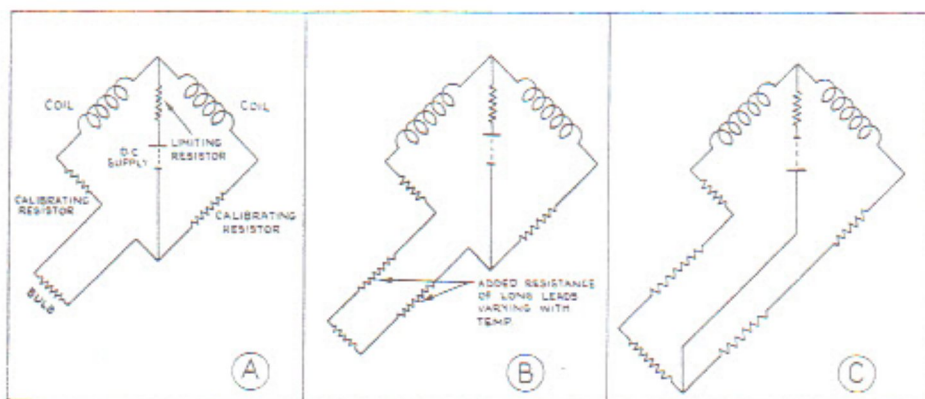 COIL
COIL
LIMITING
RESISTOR
D.C
SUPPLY
CALIBRATING
RESISTOR
CALIBRATING
RESISTOR
BULB
A
ADDED RESISTANCE
OF LONG LEADS
VARYING WITH
TEMP.
B
C